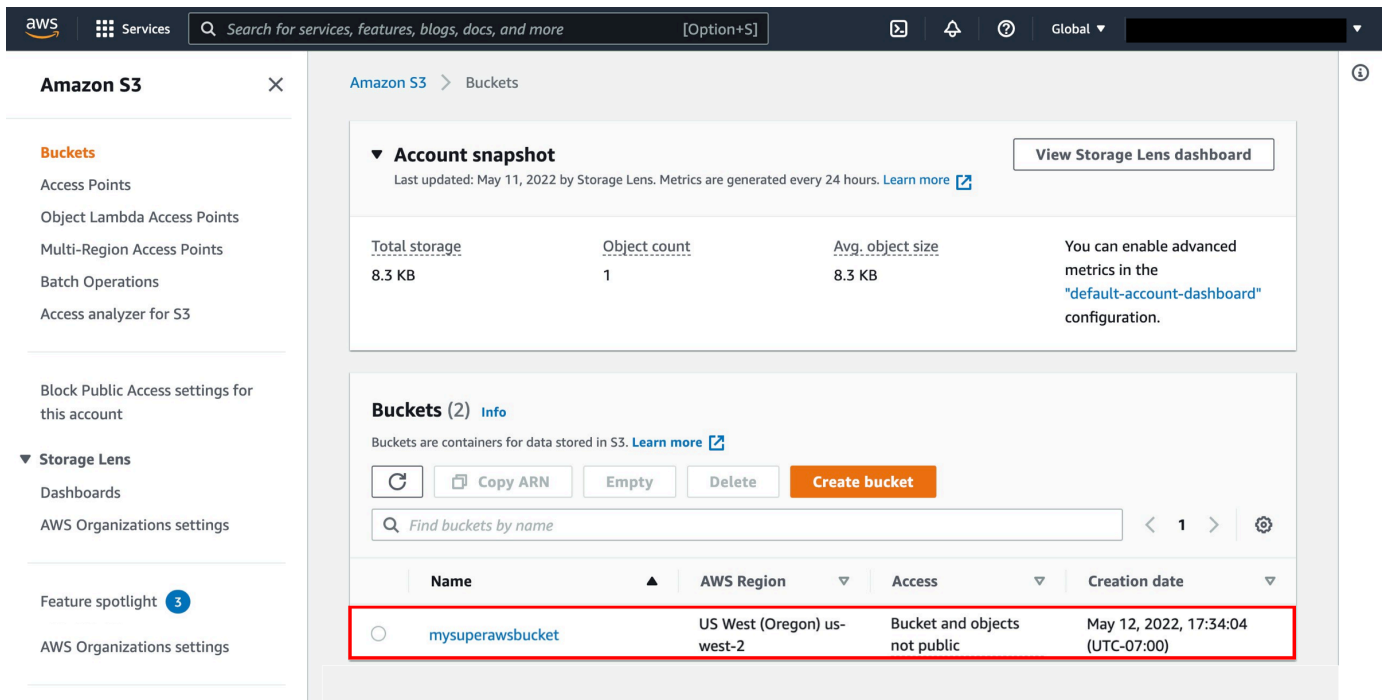 aws
Services
Search for services, features, blogs, docs, and more
[Option+S]
Global
Amazon S3
Buckets
Access Points
Object Lambda Access Points
Multi-Region Access Points
Batch Operations
Access analyzer for S3
Block Public Access settings for
this account
Storage Lens
Dashboards
AWS Organizations settings
Feature spotlight 3
AWS Organizations settings
Amazon S3 > Buckets
Account snapshot
Last updated: May 11, 2022 by Storage Lens. Metrics are generated every 24 hours. Learn more
View Storage Lens dashboard
Total storage
8.3 KB
Object count
1
Avg. object size
8.3 KB
You can enable advanced
metrics in the
"default-account-dashboard"
configuration.
Buckets (2) Info
Buckets are containers for data stored in S3. Learn more
Copy ARN
Empty
Delete
Create bucket
Find buckets by name
< 1 >
Name
AWS Region
Access
Creation date
mysuperawsbucket
US West (Oregon) us-
west-2
Bucket and objects
not public
May 12, 2022, 17:34:04
(UTC-07:00)